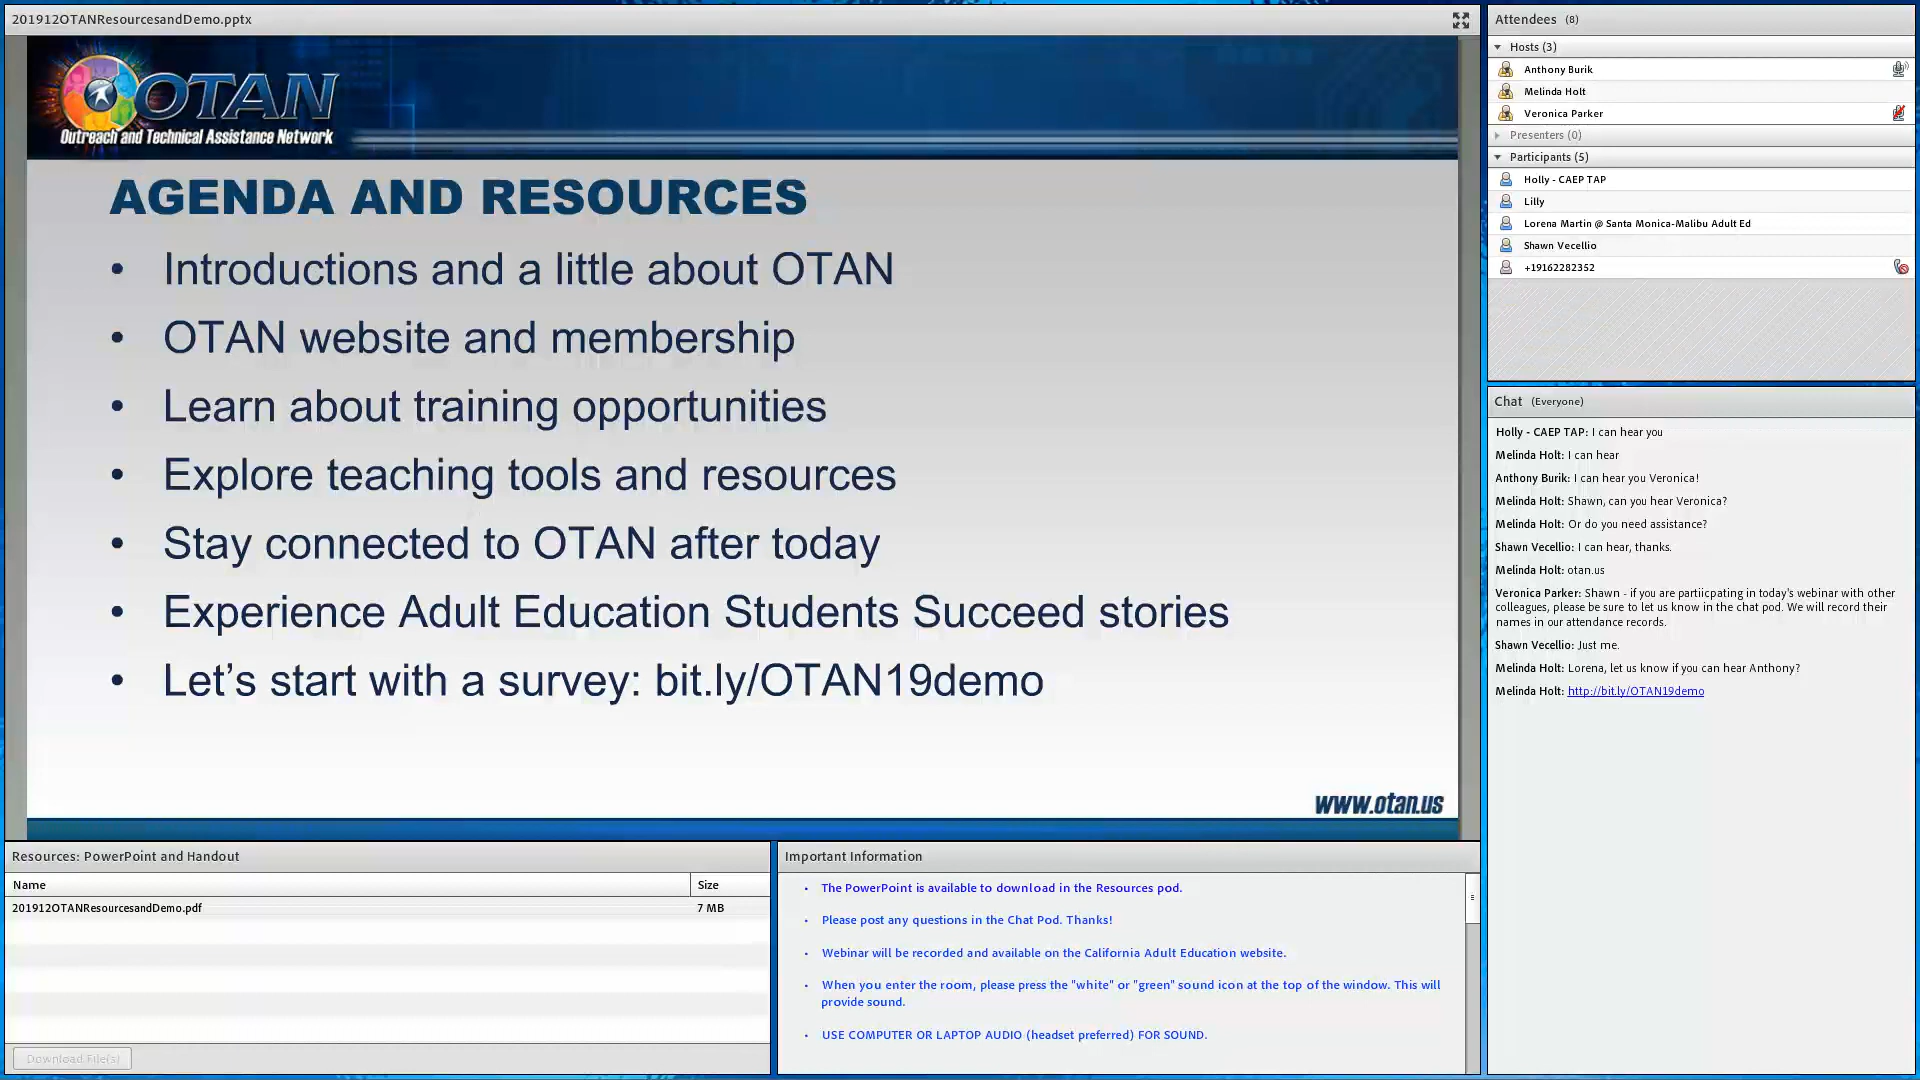 201912OTANResourcesandDemo.pptx
OTAN
Outreach and Technical Assistance Network
AGENDA AND RESOURCES
• Introductions and a little about OTAN
• OTAN website and membership
• Learn about training opportunities
• Explore teaching tools and resources
• Stay connected to OTAN after today
• Experience Adult Education Students Succeed stories
• Let's start with a survey: bit.ly/OTAN19demo
www.otan.us
Resources: PowerPoint and Handout
Name Size
201912OTANResourcesandDemo.pdf 7 MB
Download File(s)
Important Information
• The PowerPoint is available to download in the Resources pod.
• Please post any questions in the Chat Pod. Thanks!
• Webinar will be recorded and available on the California Adult Education website.
• When you enter the room, please press the "white" or "green" sound icon at the top of the window. This will
provide sound.
• USE COMPUTER OR LAPTOP AUDIO (headset preferred) FOR SOUND.
Attendees (8)
Hosts (3)
Anthony Burik
Melinda Holt
Veronica Parker
Presenters (0)
Participants (5)
Holly - CAEP TAP
Lilly
Lorena Martin @ Santa Monica-Malibu Adult Ed
Shawn Vecellio
+19162282352
Chat (Everyone)
Holly - CAEP TAP: I can hear you
Melinda Holt: I can hear
Anthony Burik: I can hear you Veronica!
Melinda Holt: Shawn, can you hear Veronica?
Melinda Holt: Or do you need assistance?
Shawn Vecellio: I can hear, thanks.
Melinda Holt: otan.us
Veronica Parker: Shawn - if you are partiicpating in today's webinar with other
colleagues, please be sure to let us know in the chat pod. We will record their
names in our attendance records.
Shawn Vecellio: Just me.
Melinda Holt: Lorena, let us know if you can hear Anthony?
Melinda Holt: http://bit.ly/OTAN19demo